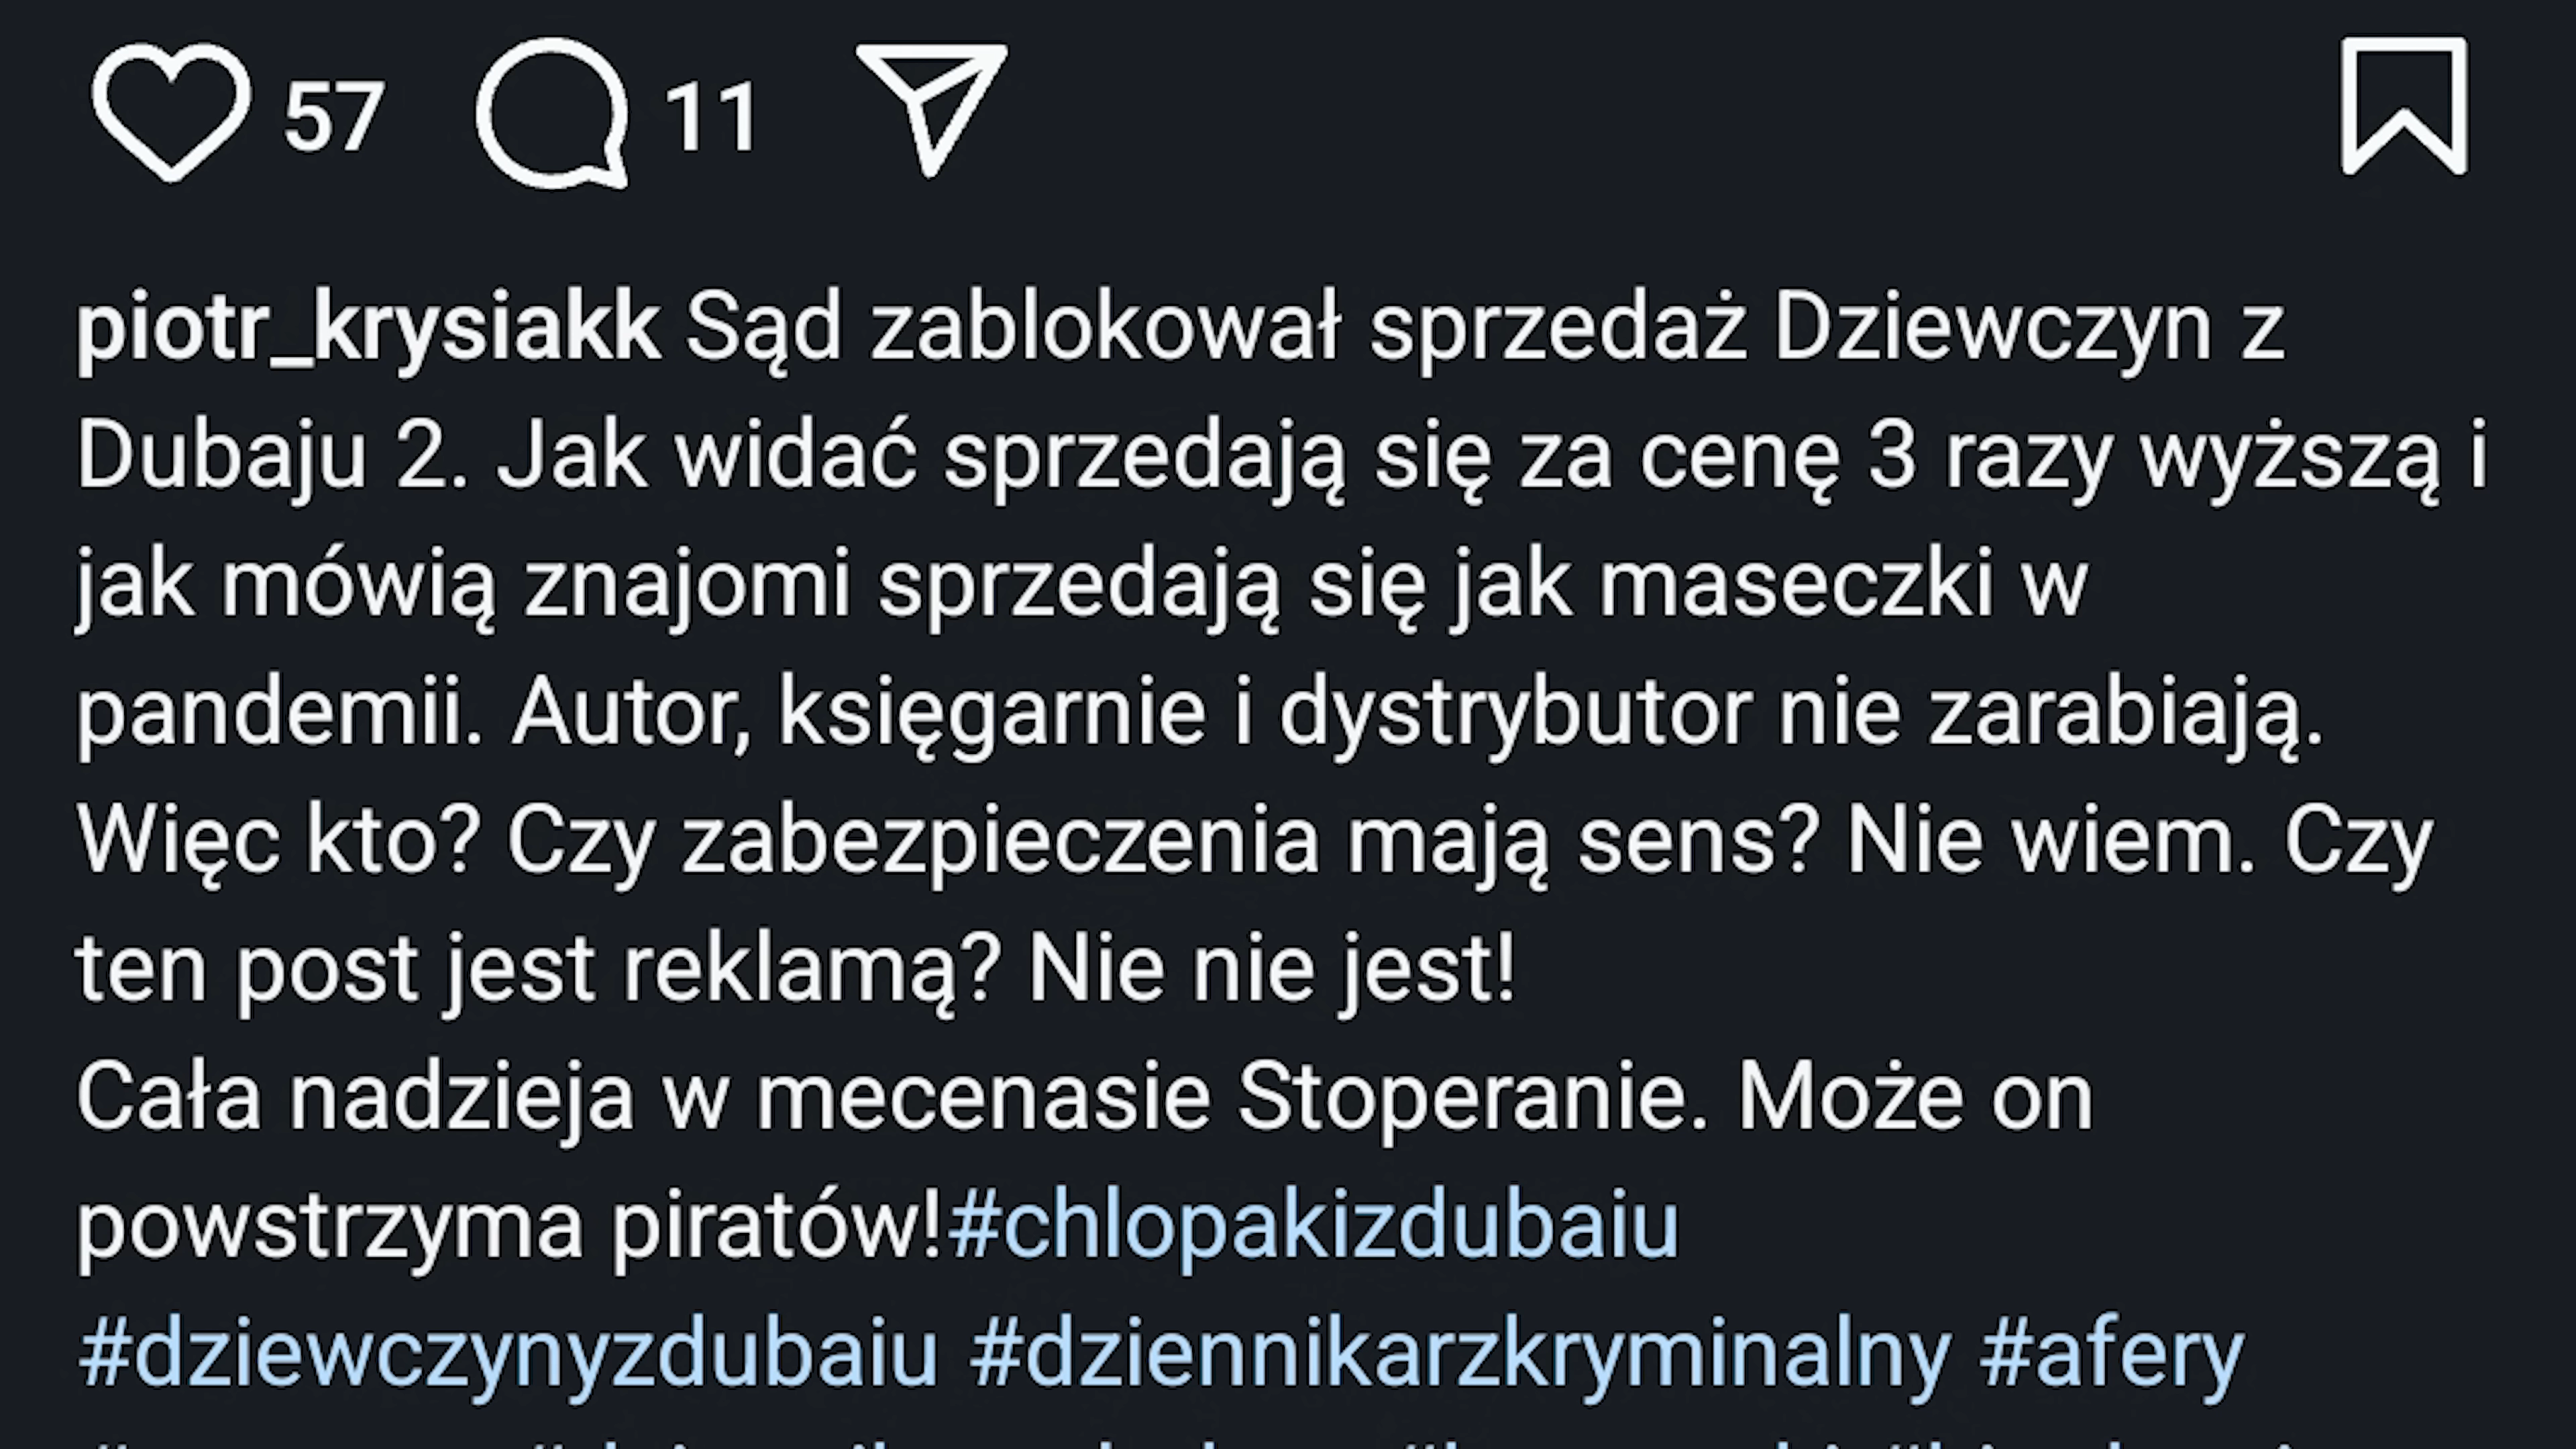 57 11
piotr_krysiakk Sąd zablokował sprzedaż Dziewczyn z
Dubaju 2. Jak widać sprzedają się za cenę 3 razy wyższą i
jak mówią znajomi sprzedają się jak maseczki w
pandemii. Autor, księgarnie i dystrybutor nie zarabiają.
Więc kto? Czy zabezpieczenia mają sens? Nie wiem. Czy
ten post jest reklamą? Nie nie jest!
Cała nadzieja w mecenasie Stoperanie. Może on
powstrzyma piratów!#chlopakizdubaiu
#dziewczynyzdubaiu #dziennikarzkryminalny #afery